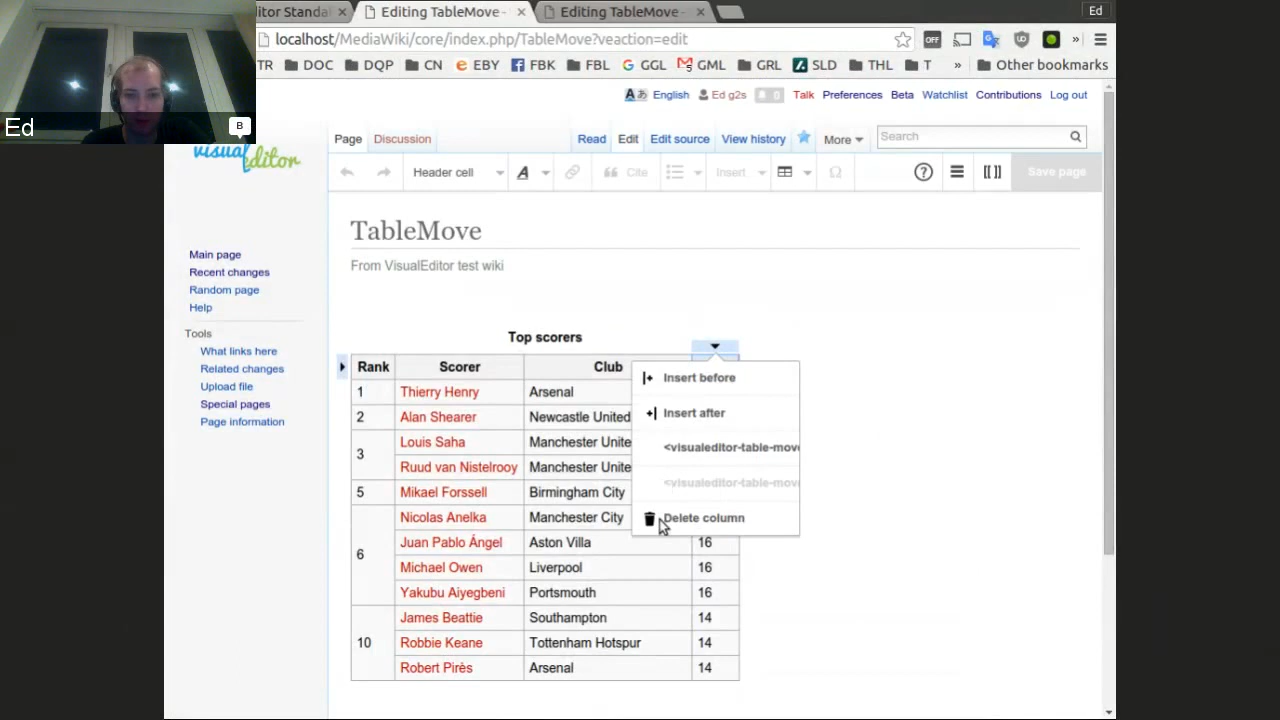 itor Standal
Editing TableMove -
Editing TableMove -
Ed
localhost/MediaWiki/core/index.php/TableMove?veaction=edit
OFF
TR DOC DQP CN EBY FBK FBL GGL GML GRL SLD THL T » Other bookmarks
Ed
B
visualeditor
English Ed g2s 0 Talk Preferences Beta Watchlist Contributions Log out
Page Discussion Read Edit Edit source View history More Search
Header cell A Cite Insert Ω ? [[ ]] Save page
TableMove
From VisualEditor test wiki
Main page
Recent changes
Random page
Help
Tools
What links here
Related changes
Upload file
Special pages
Page information
Top scorers
Rank Scorer Club
1 Thierry Henry Arsenal
2 Alan Shearer Newcastle United
3 Louis Saha Manchester Unite
Ruud van Nistelrooy Manchester Unite
5 Mikael Forssell Birmingham City
6 Nicolas Anelka Manchester City
Juan Pablo Ángel Aston Villa 16
Michael Owen Liverpool 16
Yakubu Aiyegbeni Portsmouth 16
10 James Beattie Southampton 14
Robbie Keane Tottenham Hotspur 14
Robert Pirès Arsenal 14
Insert before
Insert after
<visualeditor-table-mov
<visualeditor-table-mov
Delete column